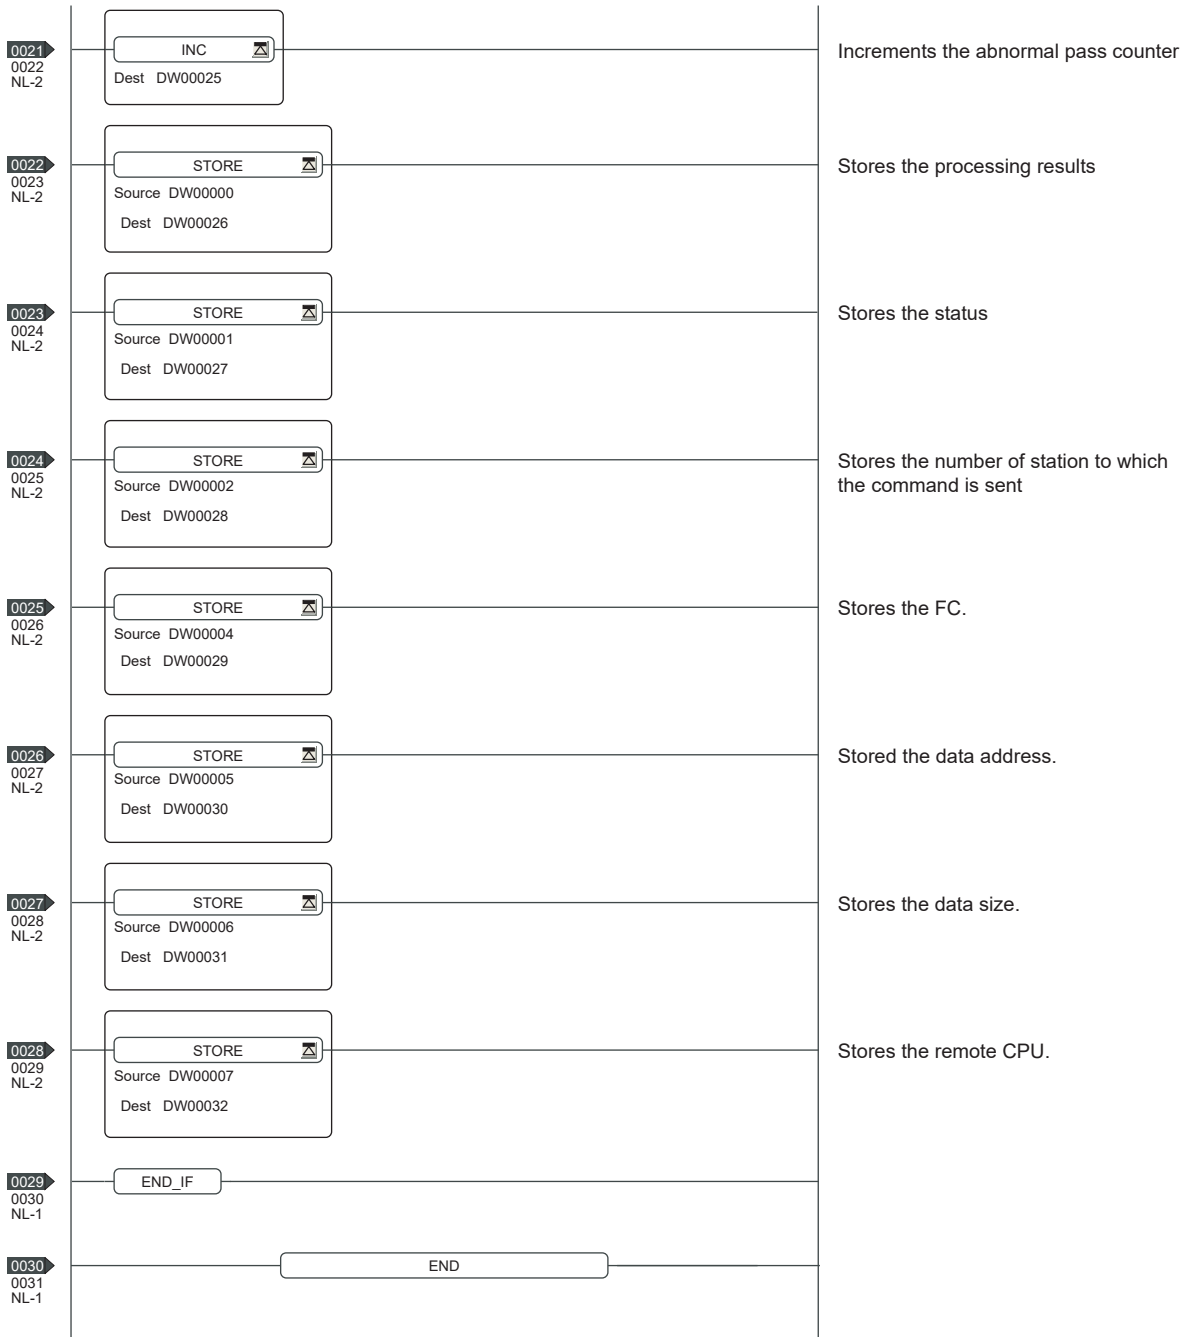 0021
0022
NL-2
INC
Dest DW00025
Increments the abnormal pass counter
0022
0023
NL-2
STORE
Source DW00000
Dest DW00026
Stores the processing results
0023
0024
NL-2
STORE
Source DW00001
Dest DW00027
Stores the status
0024
0025
NL-2
STORE
Source DW00002
Dest DW00028
Stores the number of station to which
the command is sent
0025
0026
NL-2
STORE
Source DW00004
Dest DW00029
Stores the FC.
0026
0027
NL-2
STORE
Source DW00005
Dest DW00030
Stored the data address.
0027
0028
NL-2
STORE
Source DW00006
Dest DW00031
Stores the data size.
0028
0029
NL-2
STORE
Source DW00007
Dest DW00032
Stores the remote CPU.
0029
0030
NL-1
END_IF
0030
0031
NL-1
END